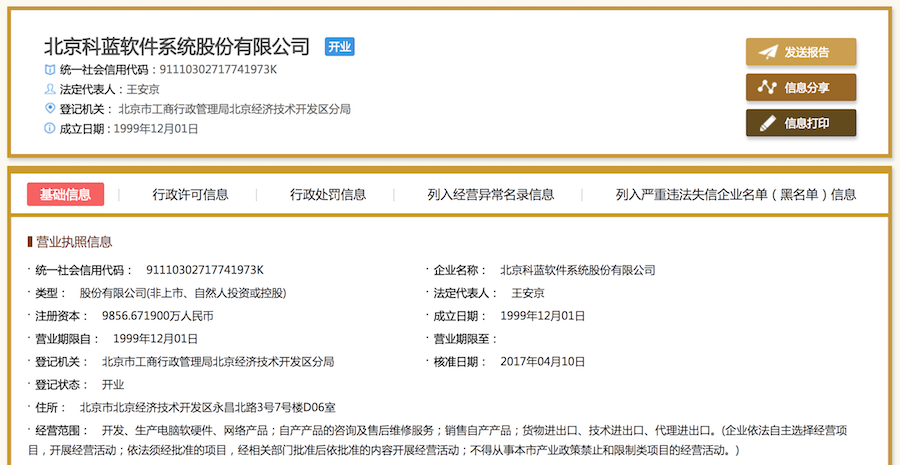 北京科蓝软件系统股份有限公司 开业
统一社会信用代码：91110302717741973K
法定代表人：王安京
登记机关： 北京市工商行政管理局北京经济技术开发区分局
成立日期：1999年12月01日
发送报告
信息分享
信息打印
基础信息 行政许可信息 行政处罚信息 列入经营异常名录信息 列入严重违法失信企业名单（黑名单）信息
营业执照信息
· 统一社会信用代码： 91110302717741973K · 企业名称： 北京科蓝软件系统股份有限公司
· 类型： 股份有限公司(非上市、自然人投资或控股) · 法定代表人： 王安京
· 注册资本： 9856.671900万人民币 · 成立日期： 1999年12月01日
· 营业期限自： 1999年12月01日 · 营业期限至：
· 登记机关： 北京市工商行政管理局北京经济技术开发区分局 · 核准日期： 2017年04月10日
· 登记状态： 开业
· 住所： 北京市北京经济技术开发区永昌北路3号7号楼D06室
· 经营范围： 开发、生产电脑软硬件、网络产品；自产产品的咨询及售后维修服务；销售自产产品；货物进出口、技术进出口、代理进出口。(企业依法自主选择经营项
目，开展经营活动；依法须经批准的项目，经相关部门批准后依批准的内容开展经营活动；不得从事本市产业政策禁止和限制类项目的经营活动。)